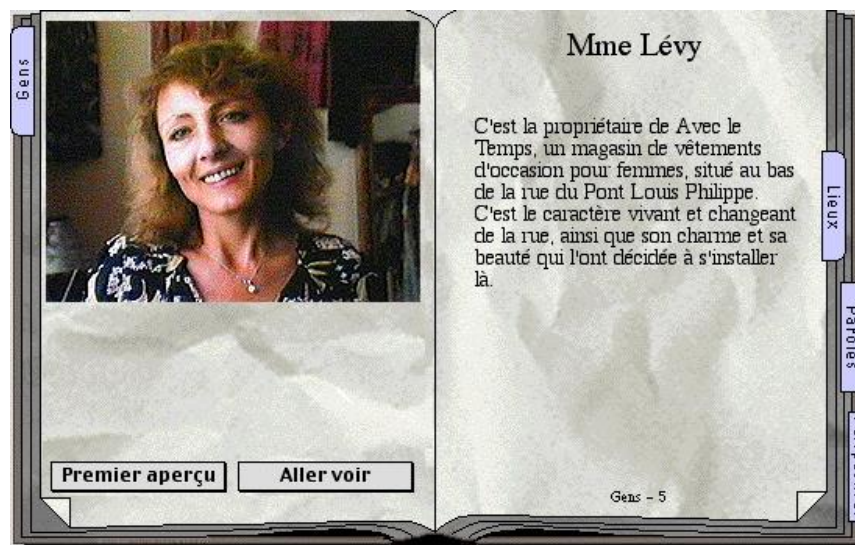 Gens
Premier aperçu
Aller voir
Mme Lévy
C'est la propriétaire de Avec le
Temps, un magasin de vêtements
d'occasion pour femmes, situé au bas
de la rue du Pont Louis Philippe.
C'est le caractère vivant et changeant
de la rue, ainsi que son charme et sa
beauté qui l'ont décidée à s'installer
là.
Gens - 5
Lieux
Paroles